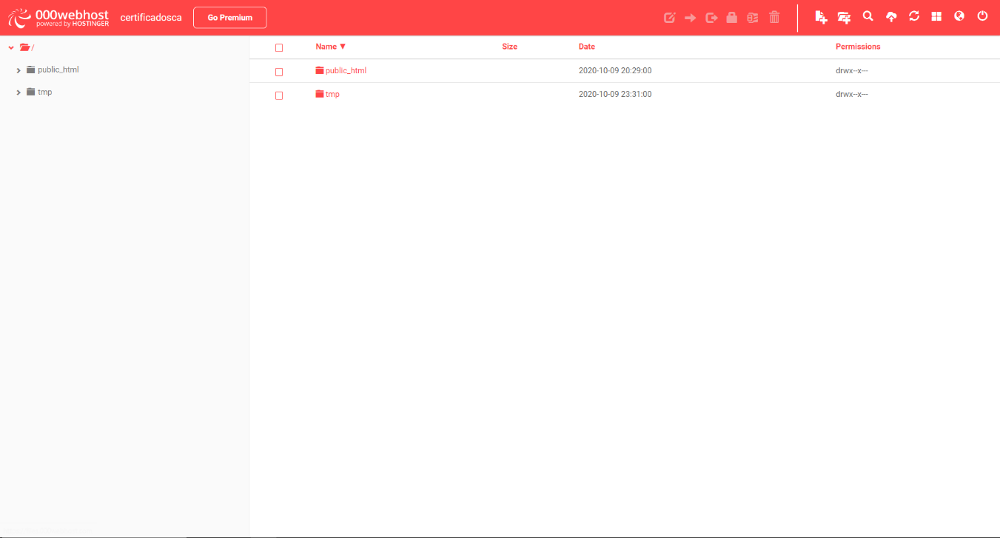 000webhost
powered by HOSTINGER
certificadosca
Go Premium
/
public_html
tmp
Name ▼ Size Date Permissions
public_html 2020-10-09 20:29:00 drwx--x---
tmp 2020-10-09 23:31:00 drwx--x---